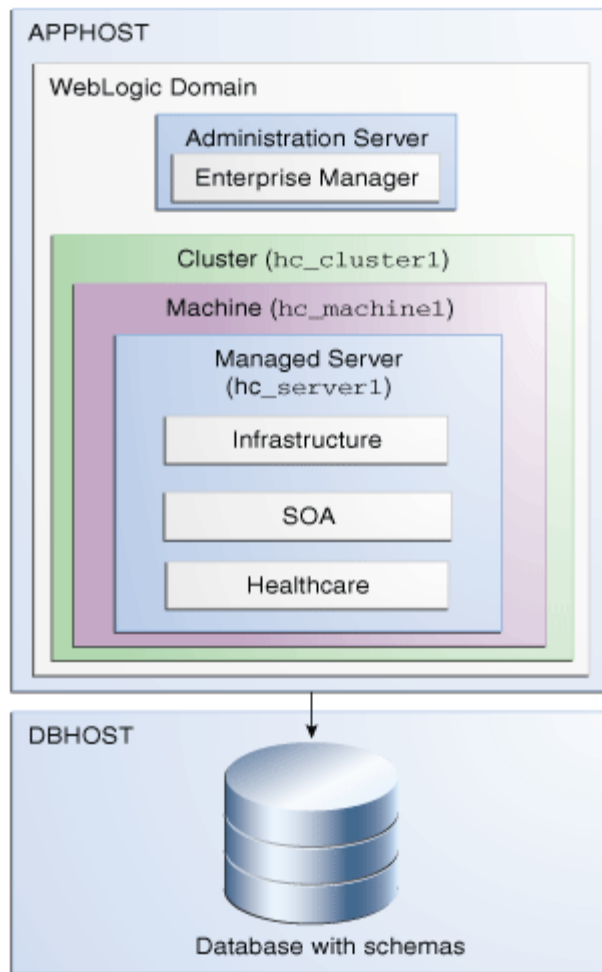 APPHOST
WebLogic Domain
Administration Server
Enterprise Manager
Cluster (hc_cluster1)
Machine (hc_machine1)
Managed Server
(hc_server1)
Infrastructure
SOA
Healthcare
DBHOST
Database with schemas